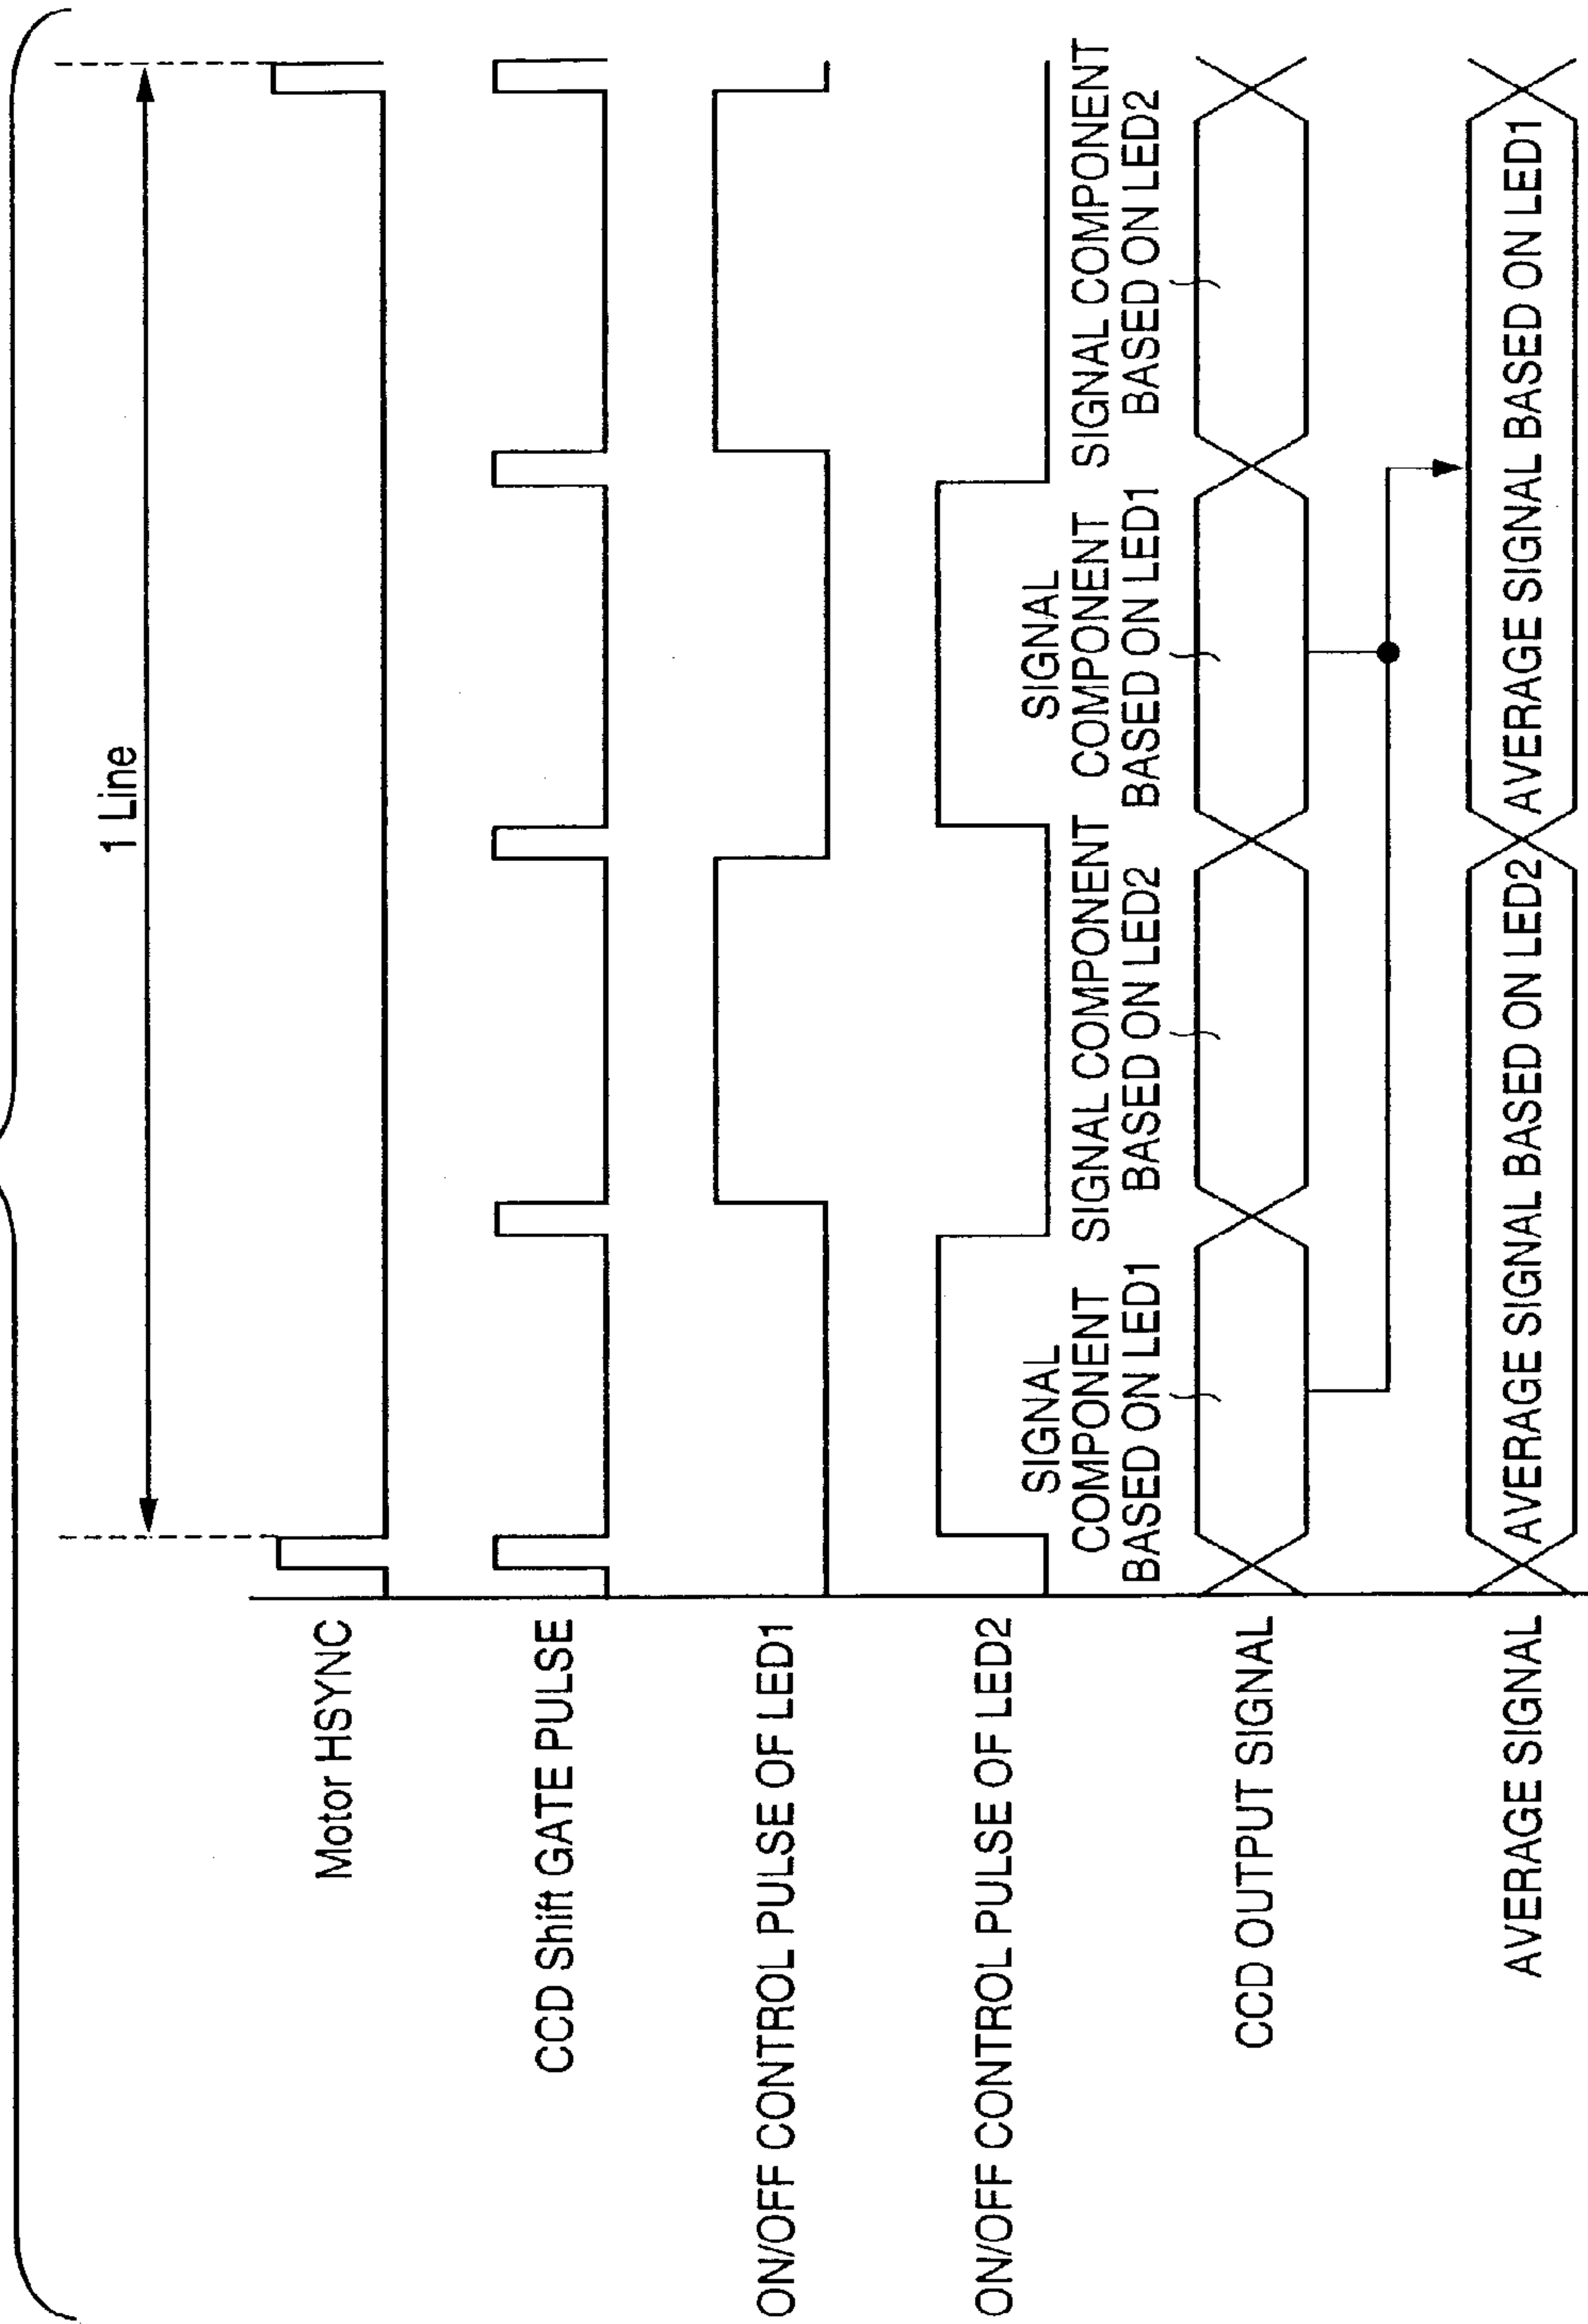 1 Line
Motor HSYNC
CCD Shift GATE PULSE
ON/OFF CONTROL PULSE OF LED1
ON/OFF CONTROL PULSE OF LED2
SIGNAL
COMPONENT
BASED ON LED1
SIGNAL COMPONENT
BASED ON LED2
SIGNAL
COMPONENT
BASED ON LED1
SIGNAL COMPONENT
BASED ON LED2
CCD OUTPUT SIGNAL
AVERAGE SIGNAL
AVERAGE SIGNAL BASED ON LED2
AVERAGE SIGNAL BASED ON LED1